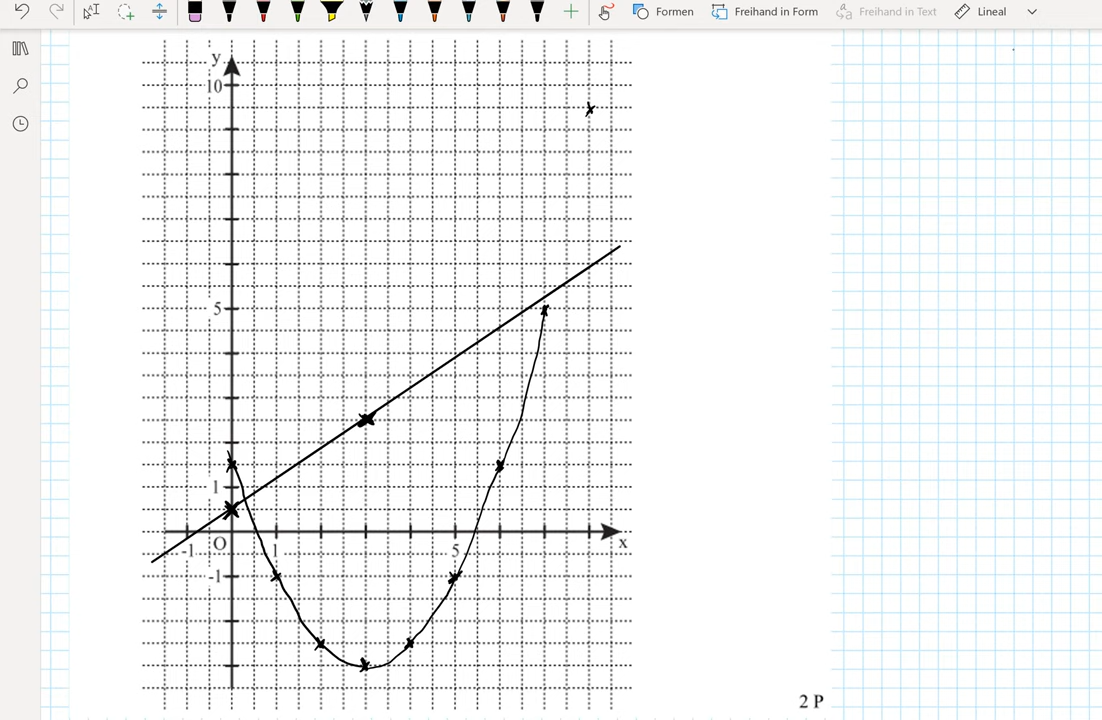 Formen Freihand in Form Freihand in Text Lineal
y
10
5
1
O
-1 1 5 x
-1
2 P